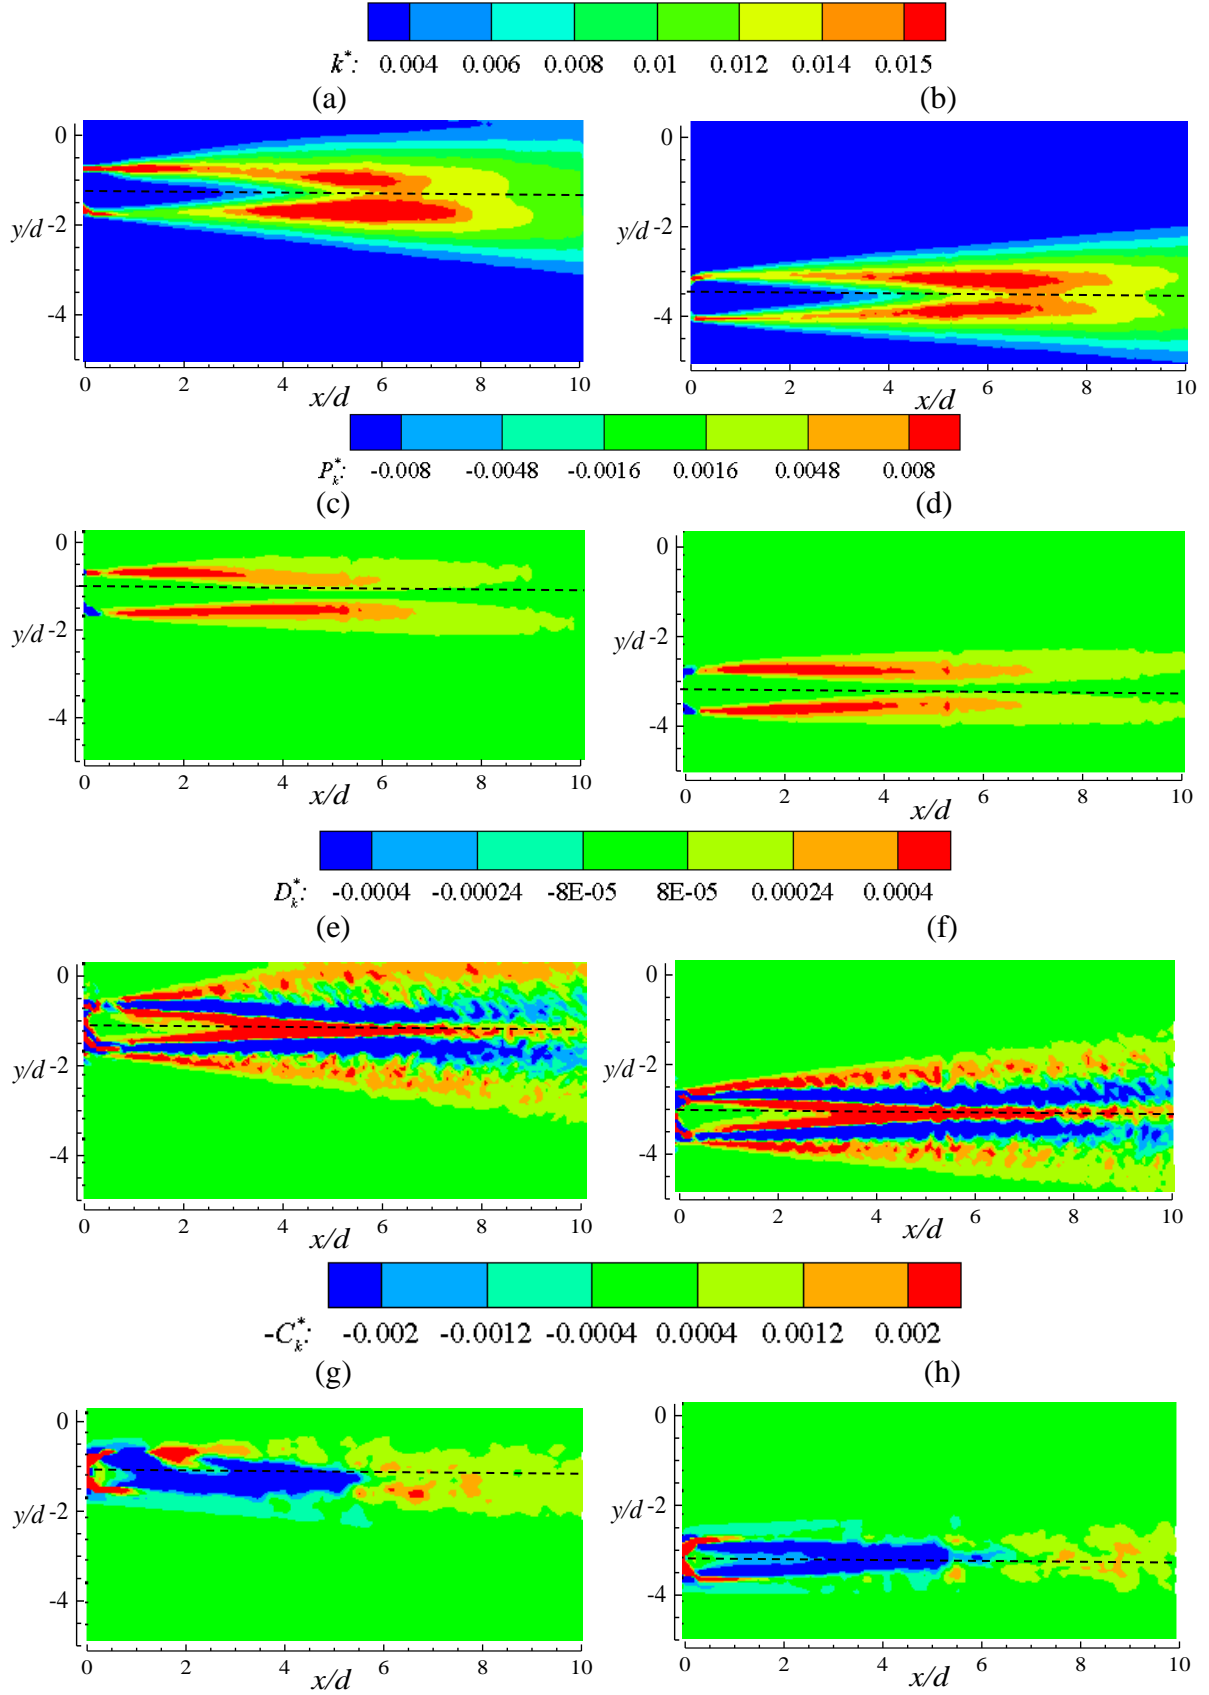 k*: 0.004 0.006 0.008 0.01 0.012 0.014 0.015
(a) (b)
0
y/d -2
-4
0 2 4 6 8 10
x/d
0
y/d -2
-4
0 2 4 6 8 10
x/d
P*k: -0.008 -0.0048 -0.0016 0.0016 0.0048 0.008
(c) (d)
0
y/d -2
-4
0 2 4 6 8 10
x/d
0
y/d -2
-4
0 2 4 6 8 10
x/d
D*k: -0.0004 -0.00024 -8E-05 8E-05 0.00024 0.0004
(e) (f)
0
y/d -2
-4
0 2 4 6 8 10
x/d
0
y/d -2
-4
0 2 4 6 8 10
x/d
-C*k: -0.002 -0.0012 -0.0004 0.0004 0.0012 0.002
(g) (h)
0
y/d -2
-4
0 2 4 6 8 10
x/d
0
y/d -2
-4
0 2 4 6 8 10
x/d